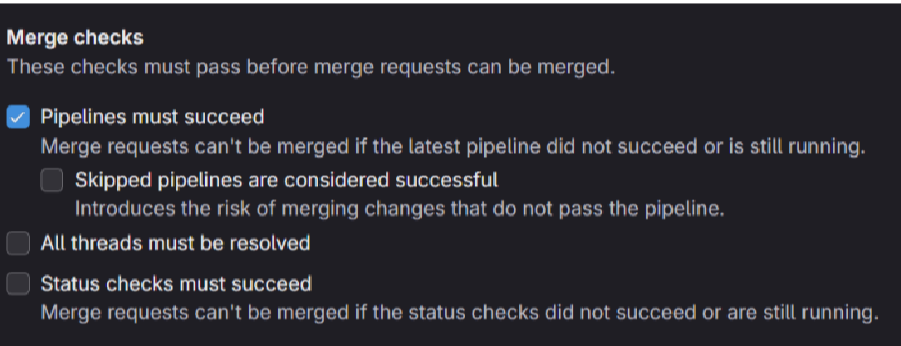 Merge checks
These checks must pass before merge requests can be merged.
Pipelines must succeed
Merge requests can't be merged if the latest pipeline did not succeed or is still running.
Skipped pipelines are considered successful
Introduces the risk of merging changes that do not pass the pipeline.
All threads must be resolved
Status checks must succeed
Merge requests can't be merged if the status checks did not succeed or are still running.